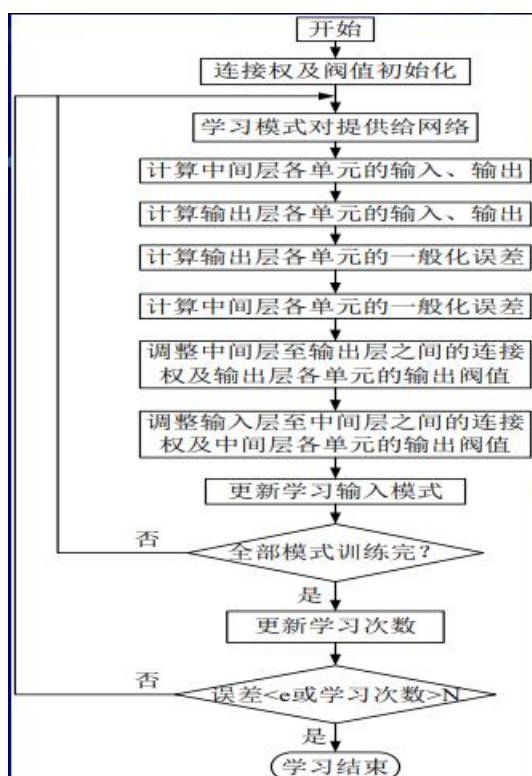 开始
连接权及阀值初始化
学习模式对提供给网络
计算中间层各单元的输入、输出
计算输出层各单元的输入、输出
计算输出层各单元的一般化误差
计算中间层各单元的一般化误差
调整中间层至输出层之间的连接
权及输出层各单元的输出阀值
调整输入层至中间层之间的连接
权及中间层各单元的输出阀值
更新学习输入模式
否
全部模式训练完?
是
更新学习次数
否
误差<e或学习次数>N
是
学习结束